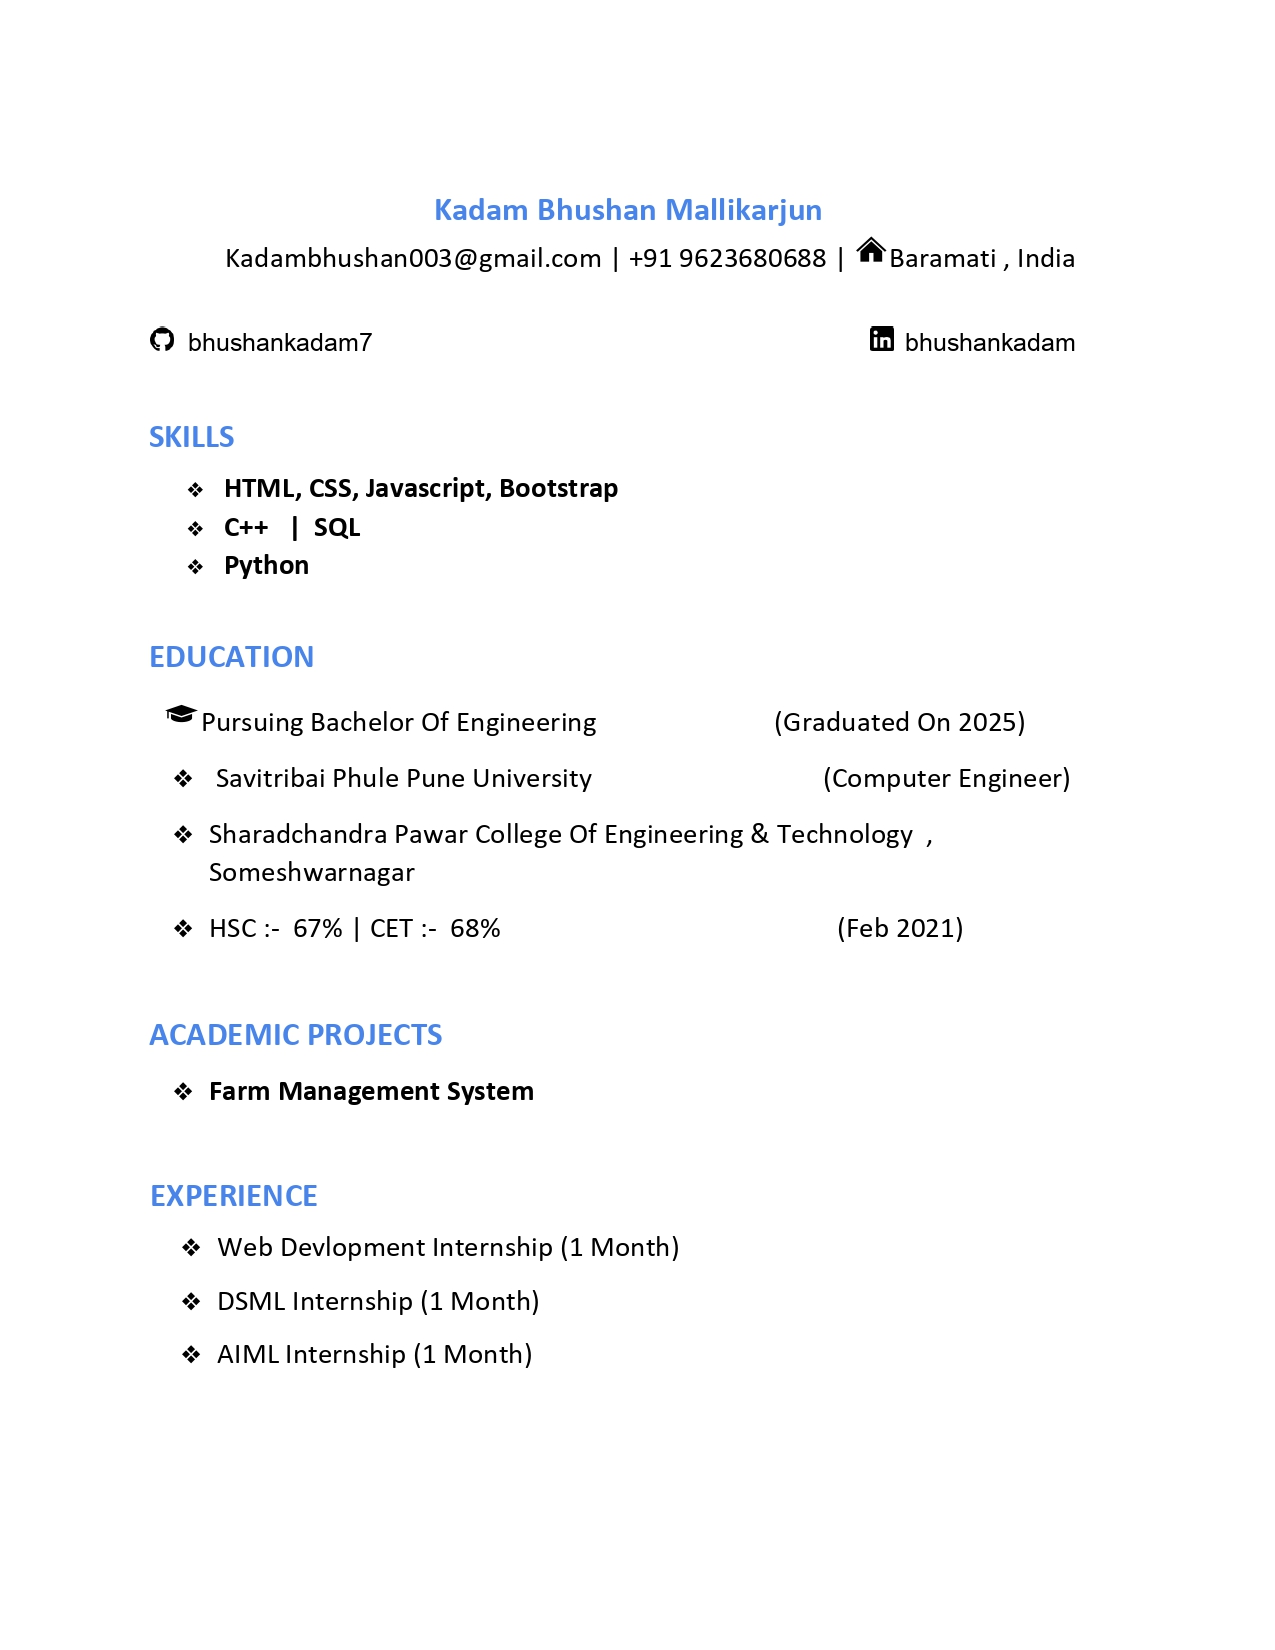 Kadam Bhushan Mallikarjun
Kadambhushan003@gmail.com | +91 9623680688 | Baramati , India
bhushankadam7 bhushankadam
SKILLS
❖ HTML, CSS, Javascript, Bootstrap
❖ C++ | SQL
❖ Python
EDUCATION
Pursuing Bachelor Of Engineering (Graduated On 2025)
❖ Savitribai Phule Pune University (Computer Engineer)
❖ Sharadchandra Pawar College Of Engineering & Technology ,
Someshwarnagar
❖ HSC :- 67% | CET :- 68% (Feb 2021)
ACADEMIC PROJECTS
❖ Farm Management System
EXPERIENCE
❖ Web Devlopment Internship (1 Month)
❖ DSML Internship (1 Month)
❖ AIML Internship (1 Month)